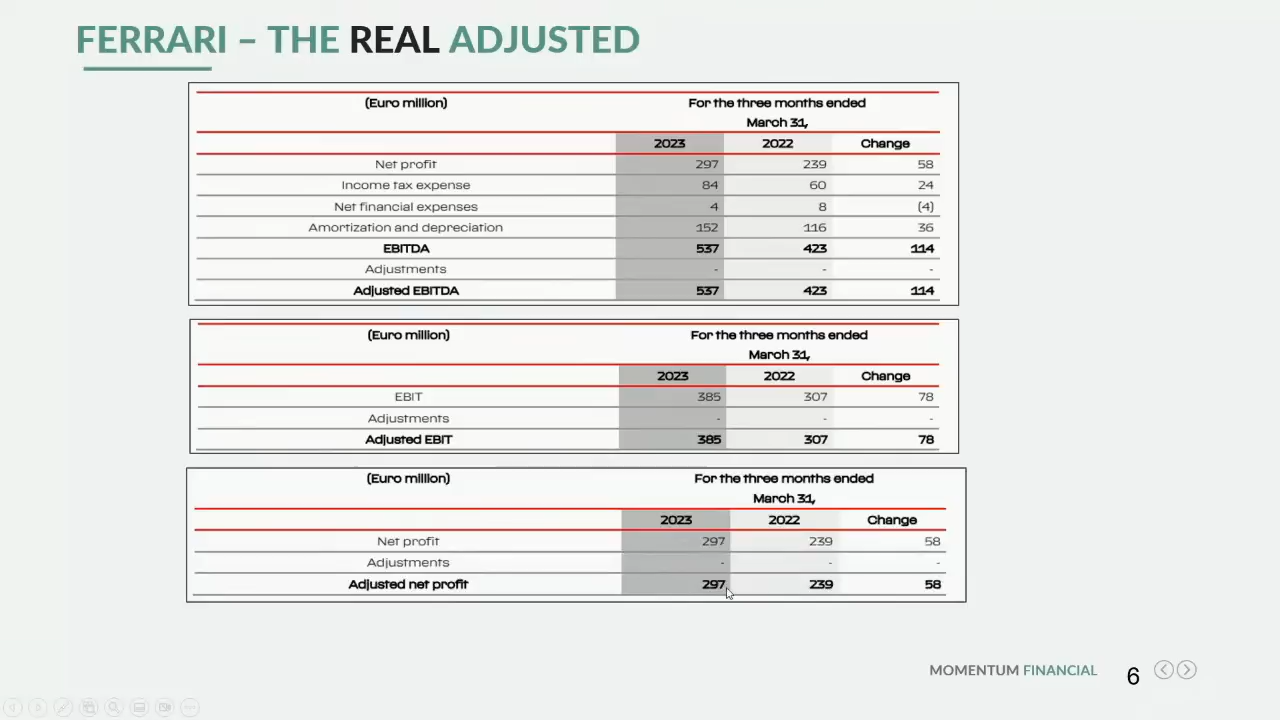 FERRARI – THE REAL ADJUSTED
(Euro million) For the three months ended
March 31,
2023 2022 Change
Net profit 297 239 58
Income tax expense 84 60 24
Net financial expenses 4 8 (4)
Amortization and depreciation 152 116 36
EBITDA 537 423 114
Adjustments - - -
Adjusted EBITDA 537 423 114
(Euro million) For the three months ended
March 31,
2023 2022 Change
EBIT 385 307 78
Adjustments - - -
Adjusted EBIT 385 307 78
(Euro million) For the three months ended
March 31,
2023 2022 Change
Net profit 297 239 58
Adjustments - - -
Adjusted net profit 297 239 58
MOMENTUM FINANCIAL 6